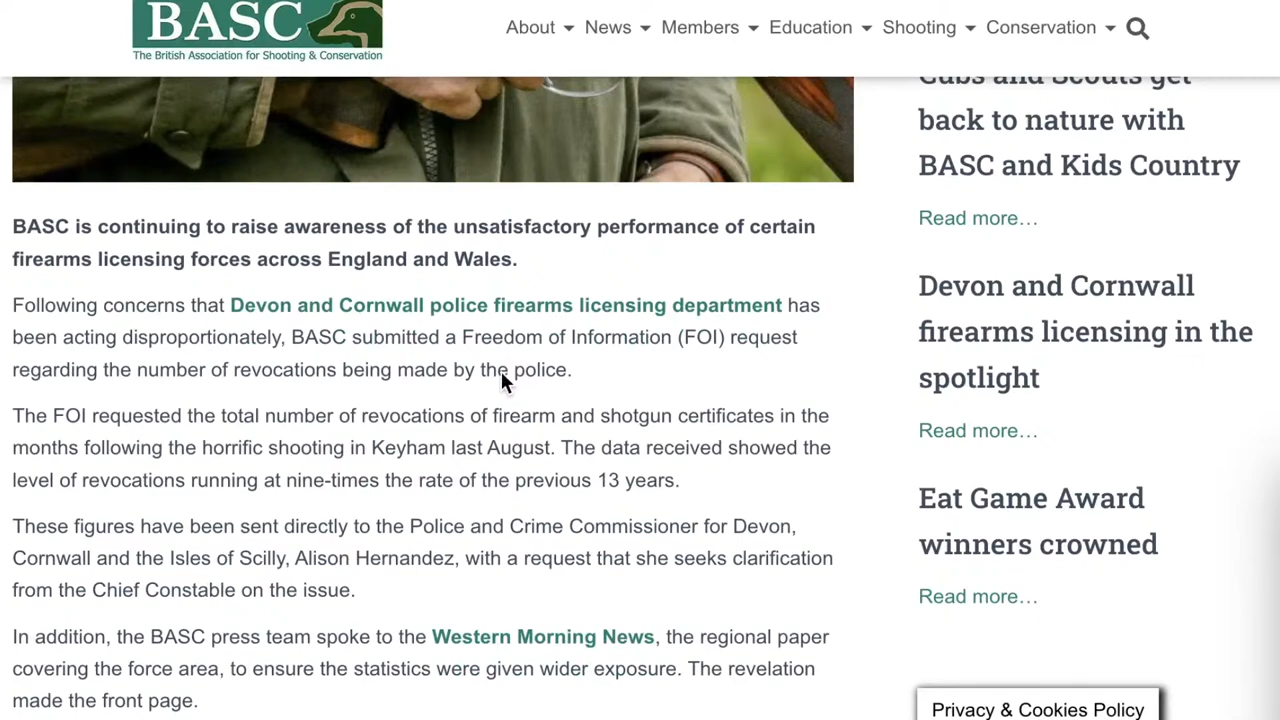 BASC
The British Association for Shooting & Conservation
About News Members Education Shooting Conservation
BASC is continuing to raise awareness of the unsatisfactory performance of certain
firearms licensing forces across England and Wales.
Following concerns that Devon and Cornwall police firearms licensing department has
been acting disproportionately, BASC submitted a Freedom of Information (FOI) request
regarding the number of revocations being made by the police.
The FOI requested the total number of revocations of firearm and shotgun certificates in the
months following the horrific shooting in Keyham last August. The data received showed the
level of revocations running at nine-times the rate of the previous 13 years.
These figures have been sent directly to the Police and Crime Commissioner for Devon,
Cornwall and the Isles of Scilly, Alison Hernandez, with a request that she seeks clarification
from the Chief Constable on the issue.
In addition, the BASC press team spoke to the Western Morning News, the regional paper
covering the force area, to ensure the statistics were given wider exposure. The revelation
made the front page.
Cubs and Scouts get
back to nature with
BASC and Kids Country
Read more…
Devon and Cornwall
firearms licensing in the
spotlight
Read more…
Eat Game Award
winners crowned
Read more…
Privacy & Cookies Policy